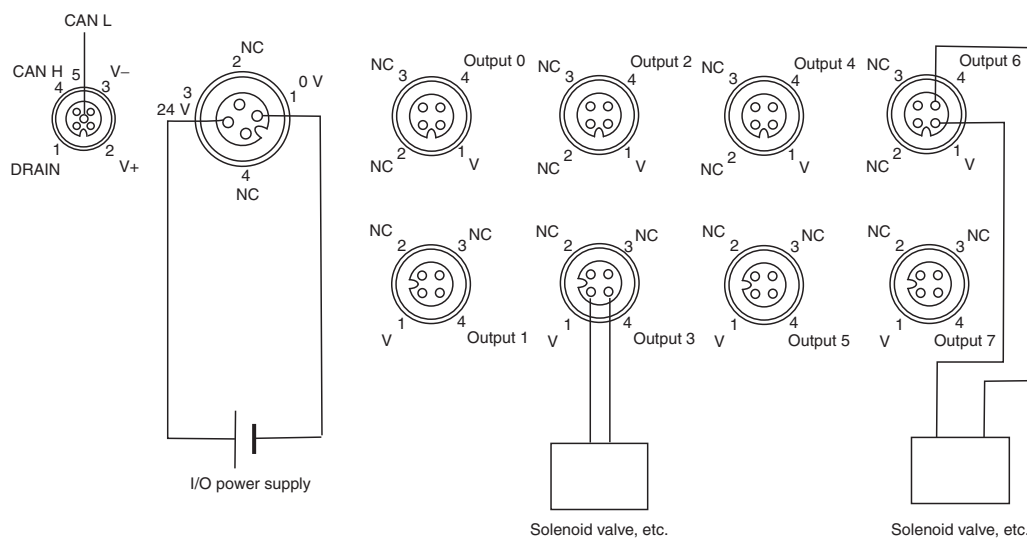 CAN L
CAN H 5 V–
4 3
1 2
DRAIN V+
NC
2
3 1 0 V
24 V
4
NC
I/O power supply
NC 3 4 Output 0
NC 2 1 V
NC 3 4 Output 2
NC 2 1 V
NC 3 4 Output 4
NC 2 1 V
NC 3 4 Output 6
NC 2 1 V
NC 2 3 NC
V 1 4 Output 1
NC 2 3 NC
V 1 4 Output 3
NC 2 3 NC
V 1 4 Output 5
NC 2 3 NC
V 1 4 Output 7
Solenoid valve, etc.
Solenoid valve, etc.